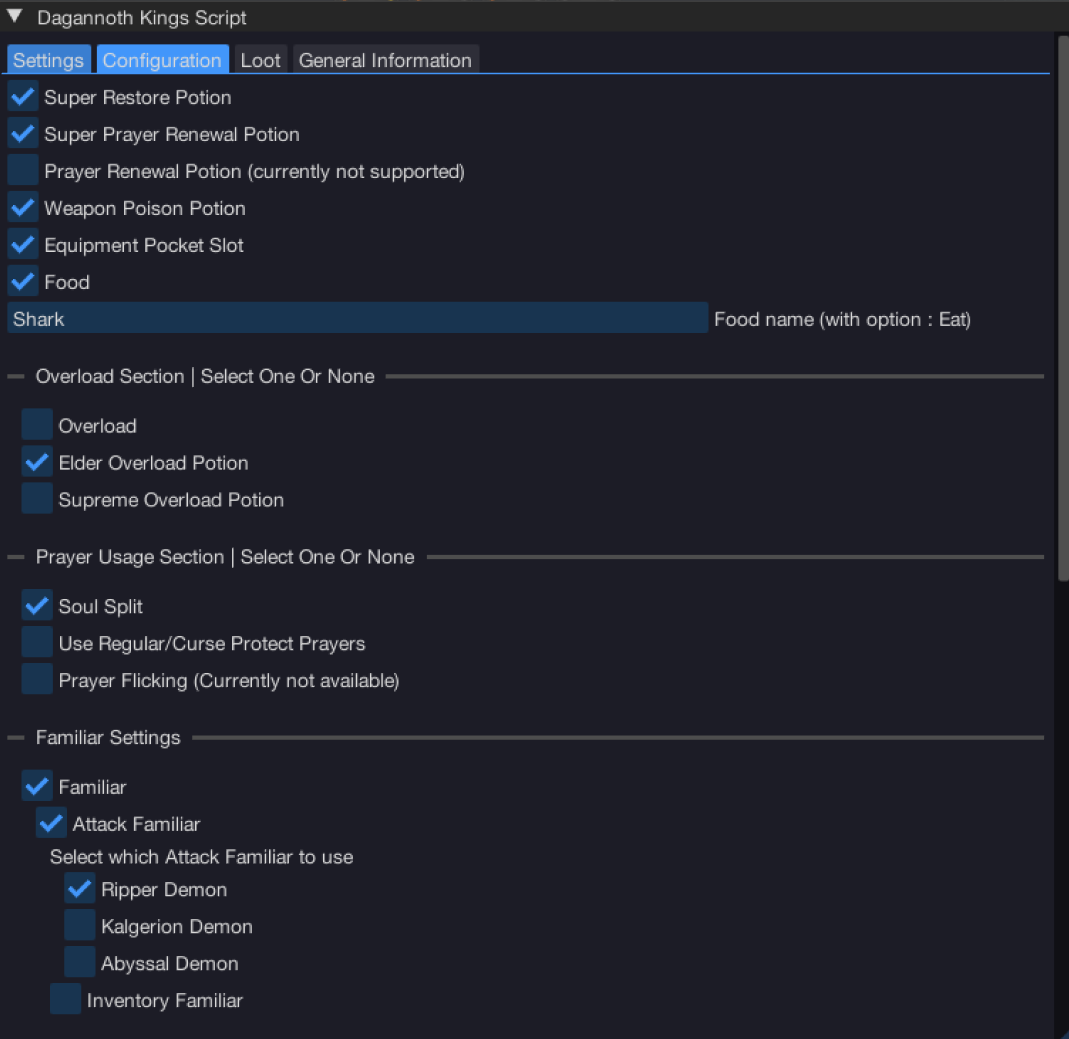 Dagannoth Kings Script
Settings Configuration Loot General Information
Super Restore Potion
Super Prayer Renewal Potion
Prayer Renewal Potion (currently not supported)
Weapon Poison Potion
Equipment Pocket Slot
Food
Shark Food name (with option : Eat)
Overload Section | Select One Or None
Overload
Elder Overload Potion
Supreme Overload Potion
Prayer Usage Section | Select One Or None
Soul Split
Use Regular/Curse Protect Prayers
Prayer Flicking (Currently not available)
Familiar Settings
Familiar
Attack Familiar
Select which Attack Familiar to use
Ripper Demon
Kalgerion Demon
Abyssal Demon
Inventory Familiar